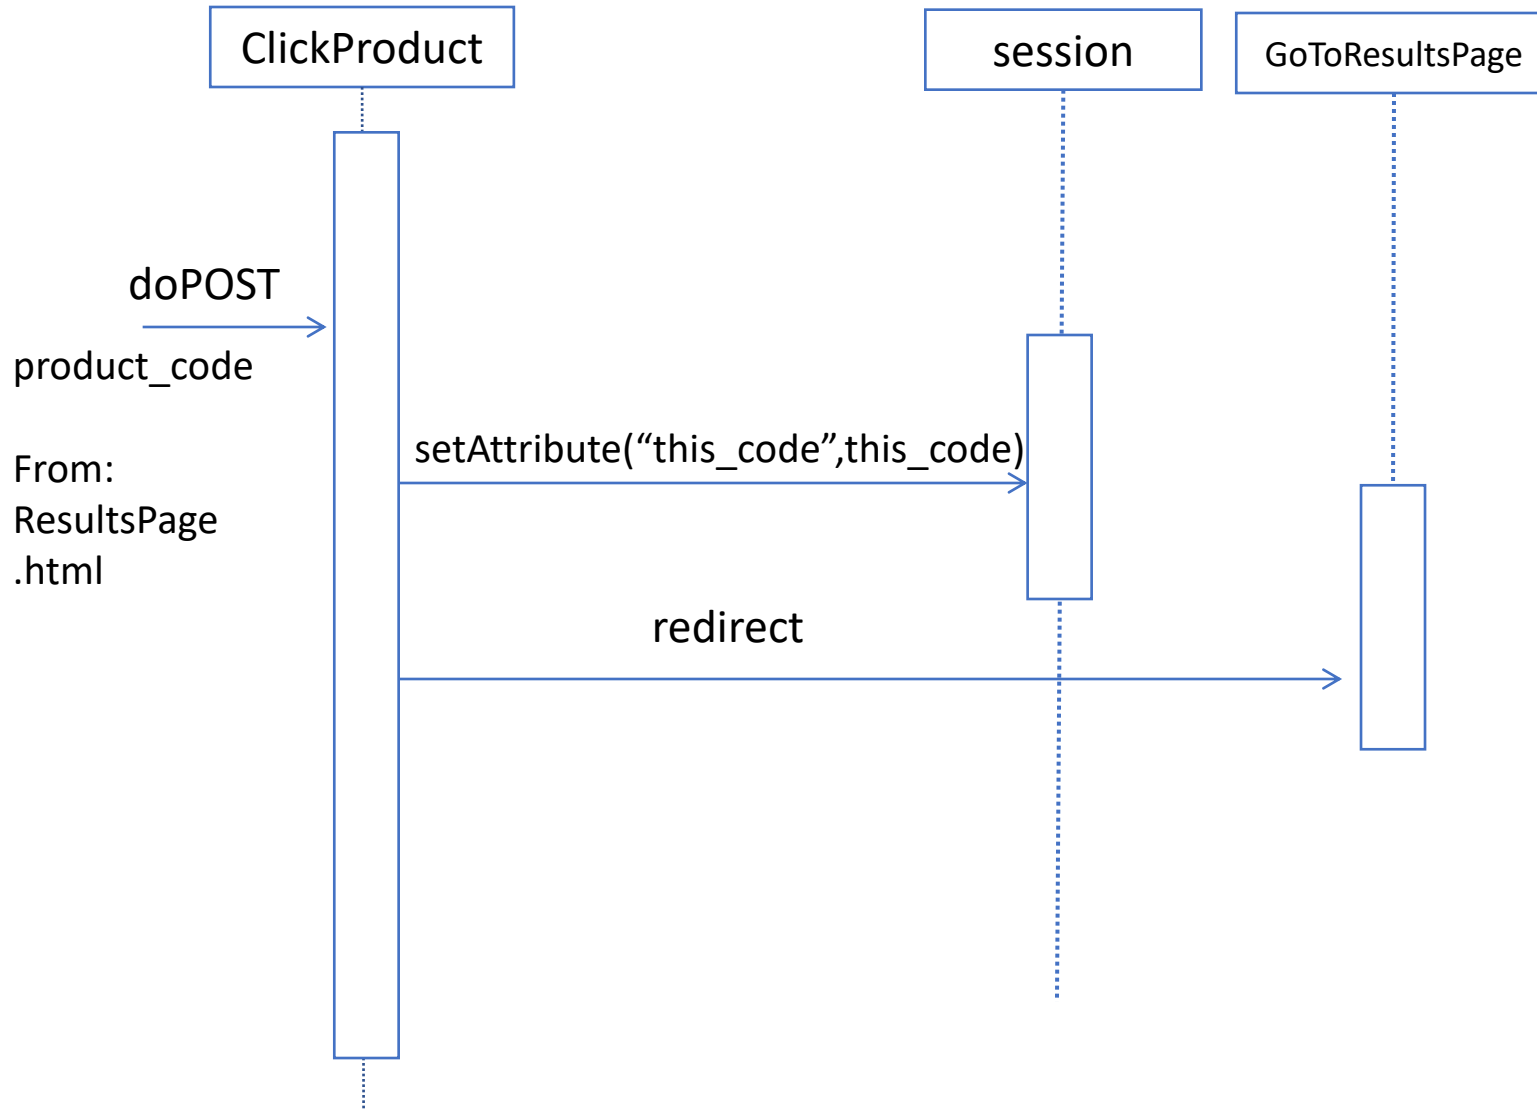 ClickProduct
session
GoToResultsPage
doPOST
product_code
From:
ResultsPage
.html
setAttribute(“this_code”,this_code)
redirect